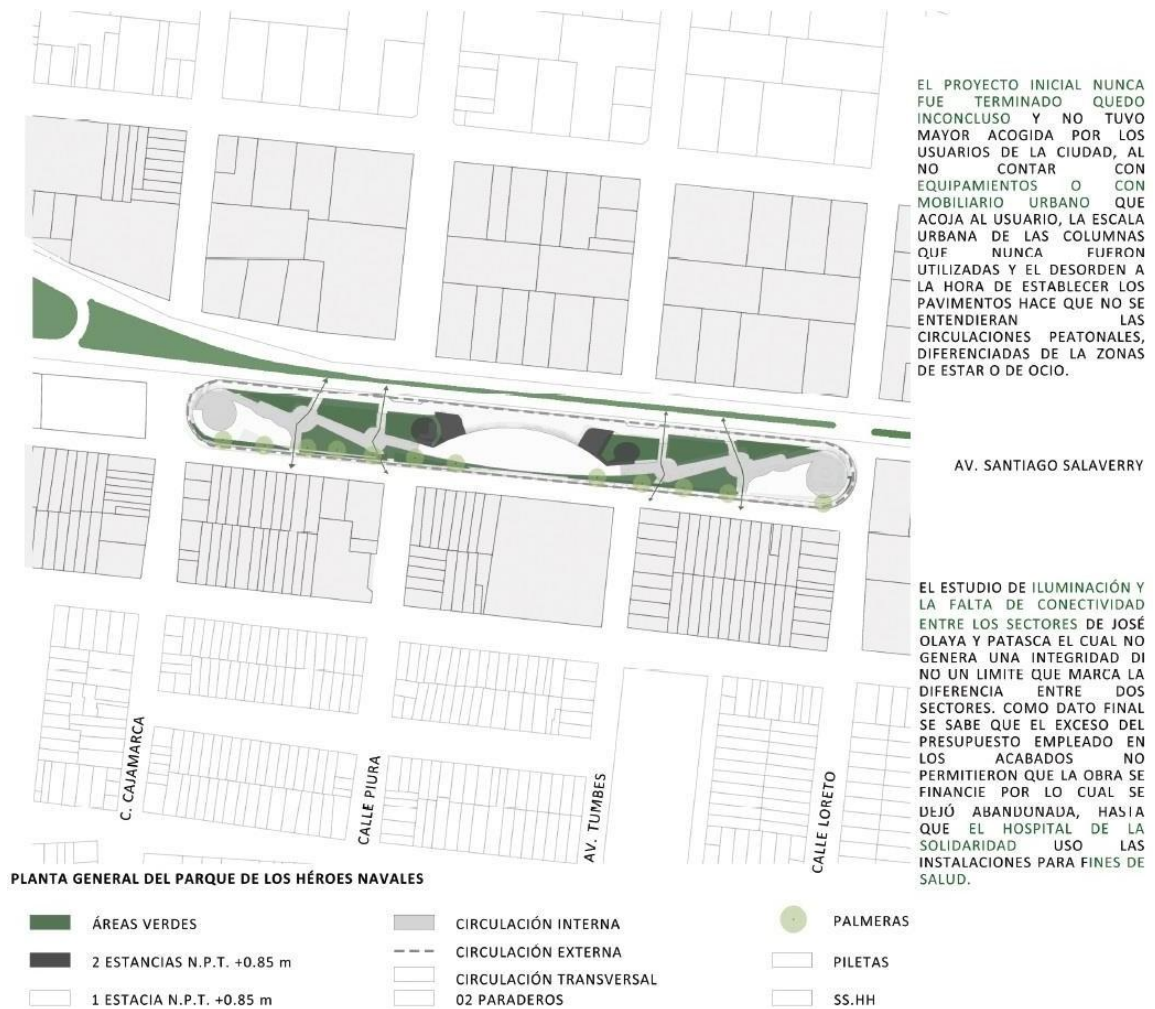 EL PROYECTO INICIAL NUNCA
FUE TERMINADO QUEDO
INCONCLUSO Y NO TUVO
MAYOR ACOGIDA POR LOS
USUARIOS DE LA CIUDAD, AL
NO CONTAR CON
EQUIPAMIENTOS O CON
MOBILIARIO URBANO QUE
ACOJA AL USUARIO, LA ESCALA
URBANA DE LAS COLUMNAS
QUE NUNCA FUERON
UTILIZADAS Y EL DESORDEN A
LA HORA DE ESTABLECER LOS
PAVIMENTOS HACE QUE NO SE
ENTENDIERAN LAS
CIRCULACIONES PEATONALES,
DIFERENCIADAS DE LA ZONAS
DE ESTAR O DE OCIO.
AV. SANTIAGO SALAVERRY
EL ESTUDIO DE ILUMINACIÓN Y
LA FALTA DE CONECTIVIDAD
ENTRE LOS SECTORES DE JOSÉ
OLAYA Y PATASCA EL CUAL NO
GENERA UNA INTEGRIDAD DI
NO UN LIMITE QUE MARCA LA
DIFERENCIA ENTRE DOS
SECTORES. COMO DATO FINAL
SE SABE QUE EL EXCESO DEL
PRESUPUESTO EMPLEADO EN
LOS ACABADOS NO
PERMITIERON QUE LA OBRA SE
FINANCIE POR LO CUAL SE
DEJÓ ABANDONADA, HASTA
QUE EL HOSPITAL DE LA
SOLIDARIDAD USO LAS
INSTALACIONES PARA FINES DE
SALUD.
C. CAJAMARCA
CALLE PIURA
AV. TUMBES
CALLE LORETO
PLANTA GENERAL DEL PARQUE DE LOS HÉROES NAVALES
ÁREAS VERDES
2 ESTANCIAS N.P.T. +0.85 m
1 ESTACIA N.P.T. +0.85 m
CIRCULACIÓN INTERNA
CIRCULACIÓN EXTERNA
CIRCULACIÓN TRANSVERSAL
02 PARADEROS
PALMERAS
PILETAS
SS.HH